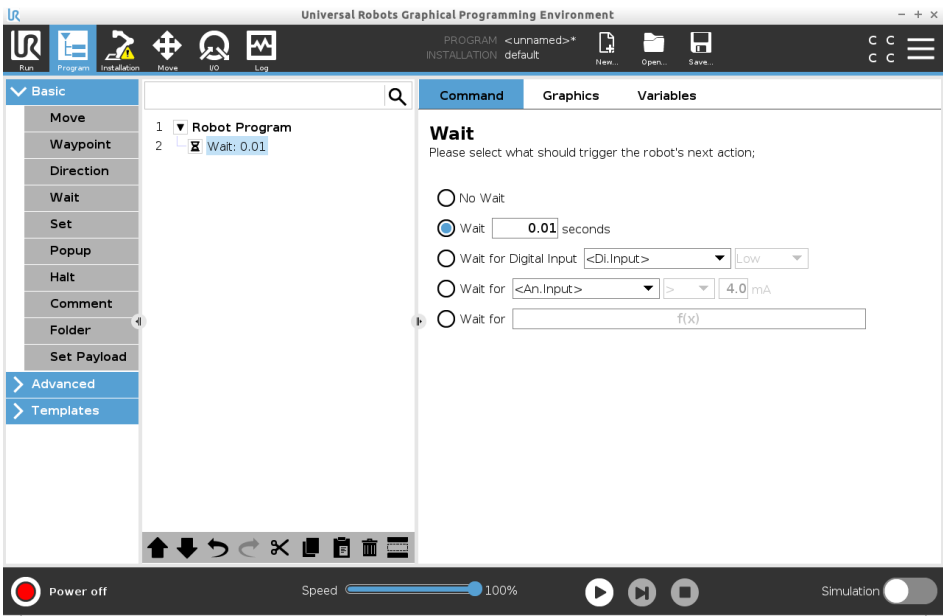 UR Universal Robots Graphical Programming Environment - + ×
UR
Run Program Installation Move I/O Log
PROGRAM <unnamed>*
INSTALLATION default
New... Open... Save...
C C
C C
Basic
Move
Waypoint
Direction
Wait
Set
Popup
Halt
Comment
Folder
Set Payload
Advanced
Templates
1 ▼ Robot Program
2 Wait: 0.01
Command Graphics Variables
Wait
Please select what should trigger the robot's next action;
No Wait
Wait 0.01 seconds
Wait for Digital Input <Di.Input> Low
Wait for <An.Input> > 4.0 mA
Wait for f(x)
Power off
Speed 100%
Simulation